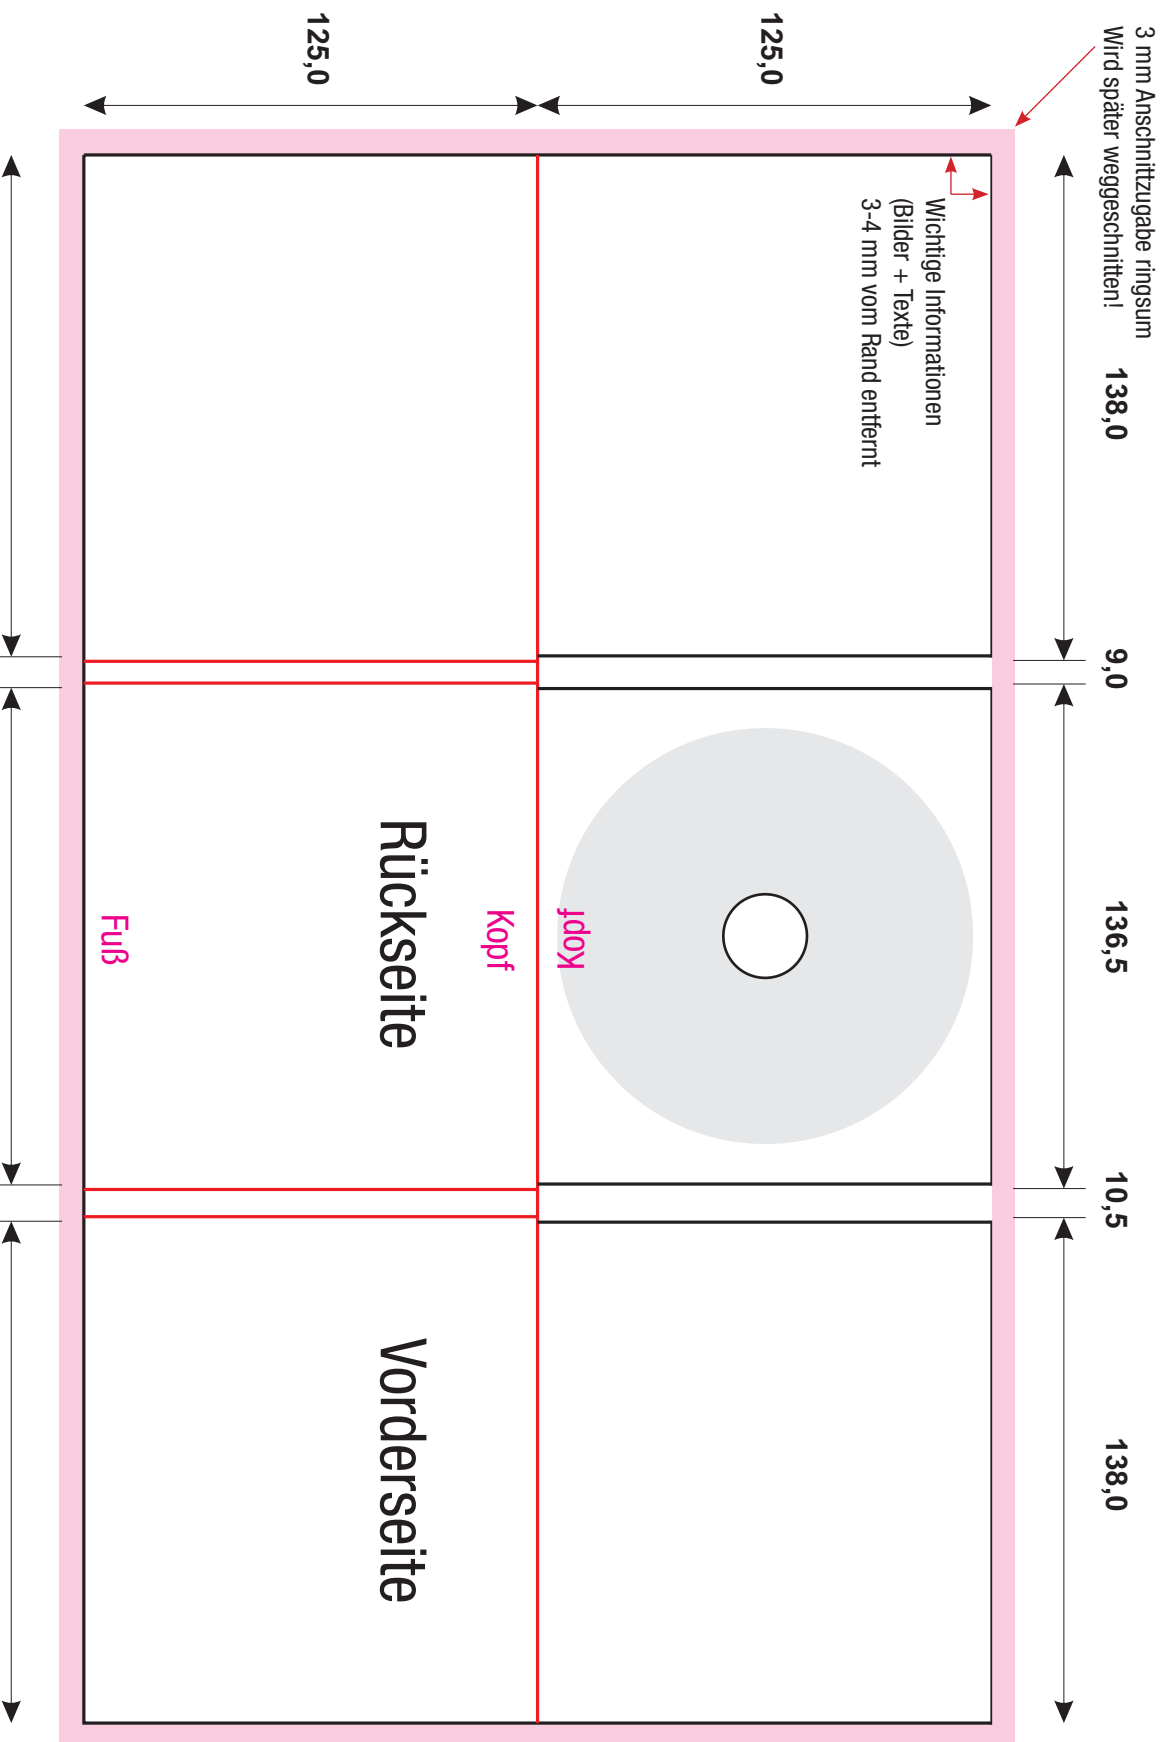 3 mm Anschnittzugabe ringsum
Wird später weggeschnitten!
138,0
9,0
136,5
10,5
138,0
125,0
125,0
Wichtige Informationen
(Bilder + Texte)
3-4 mm vom Rand entfernt
Kopf
Kopf
Rückseite
Vorderseite
Fuß